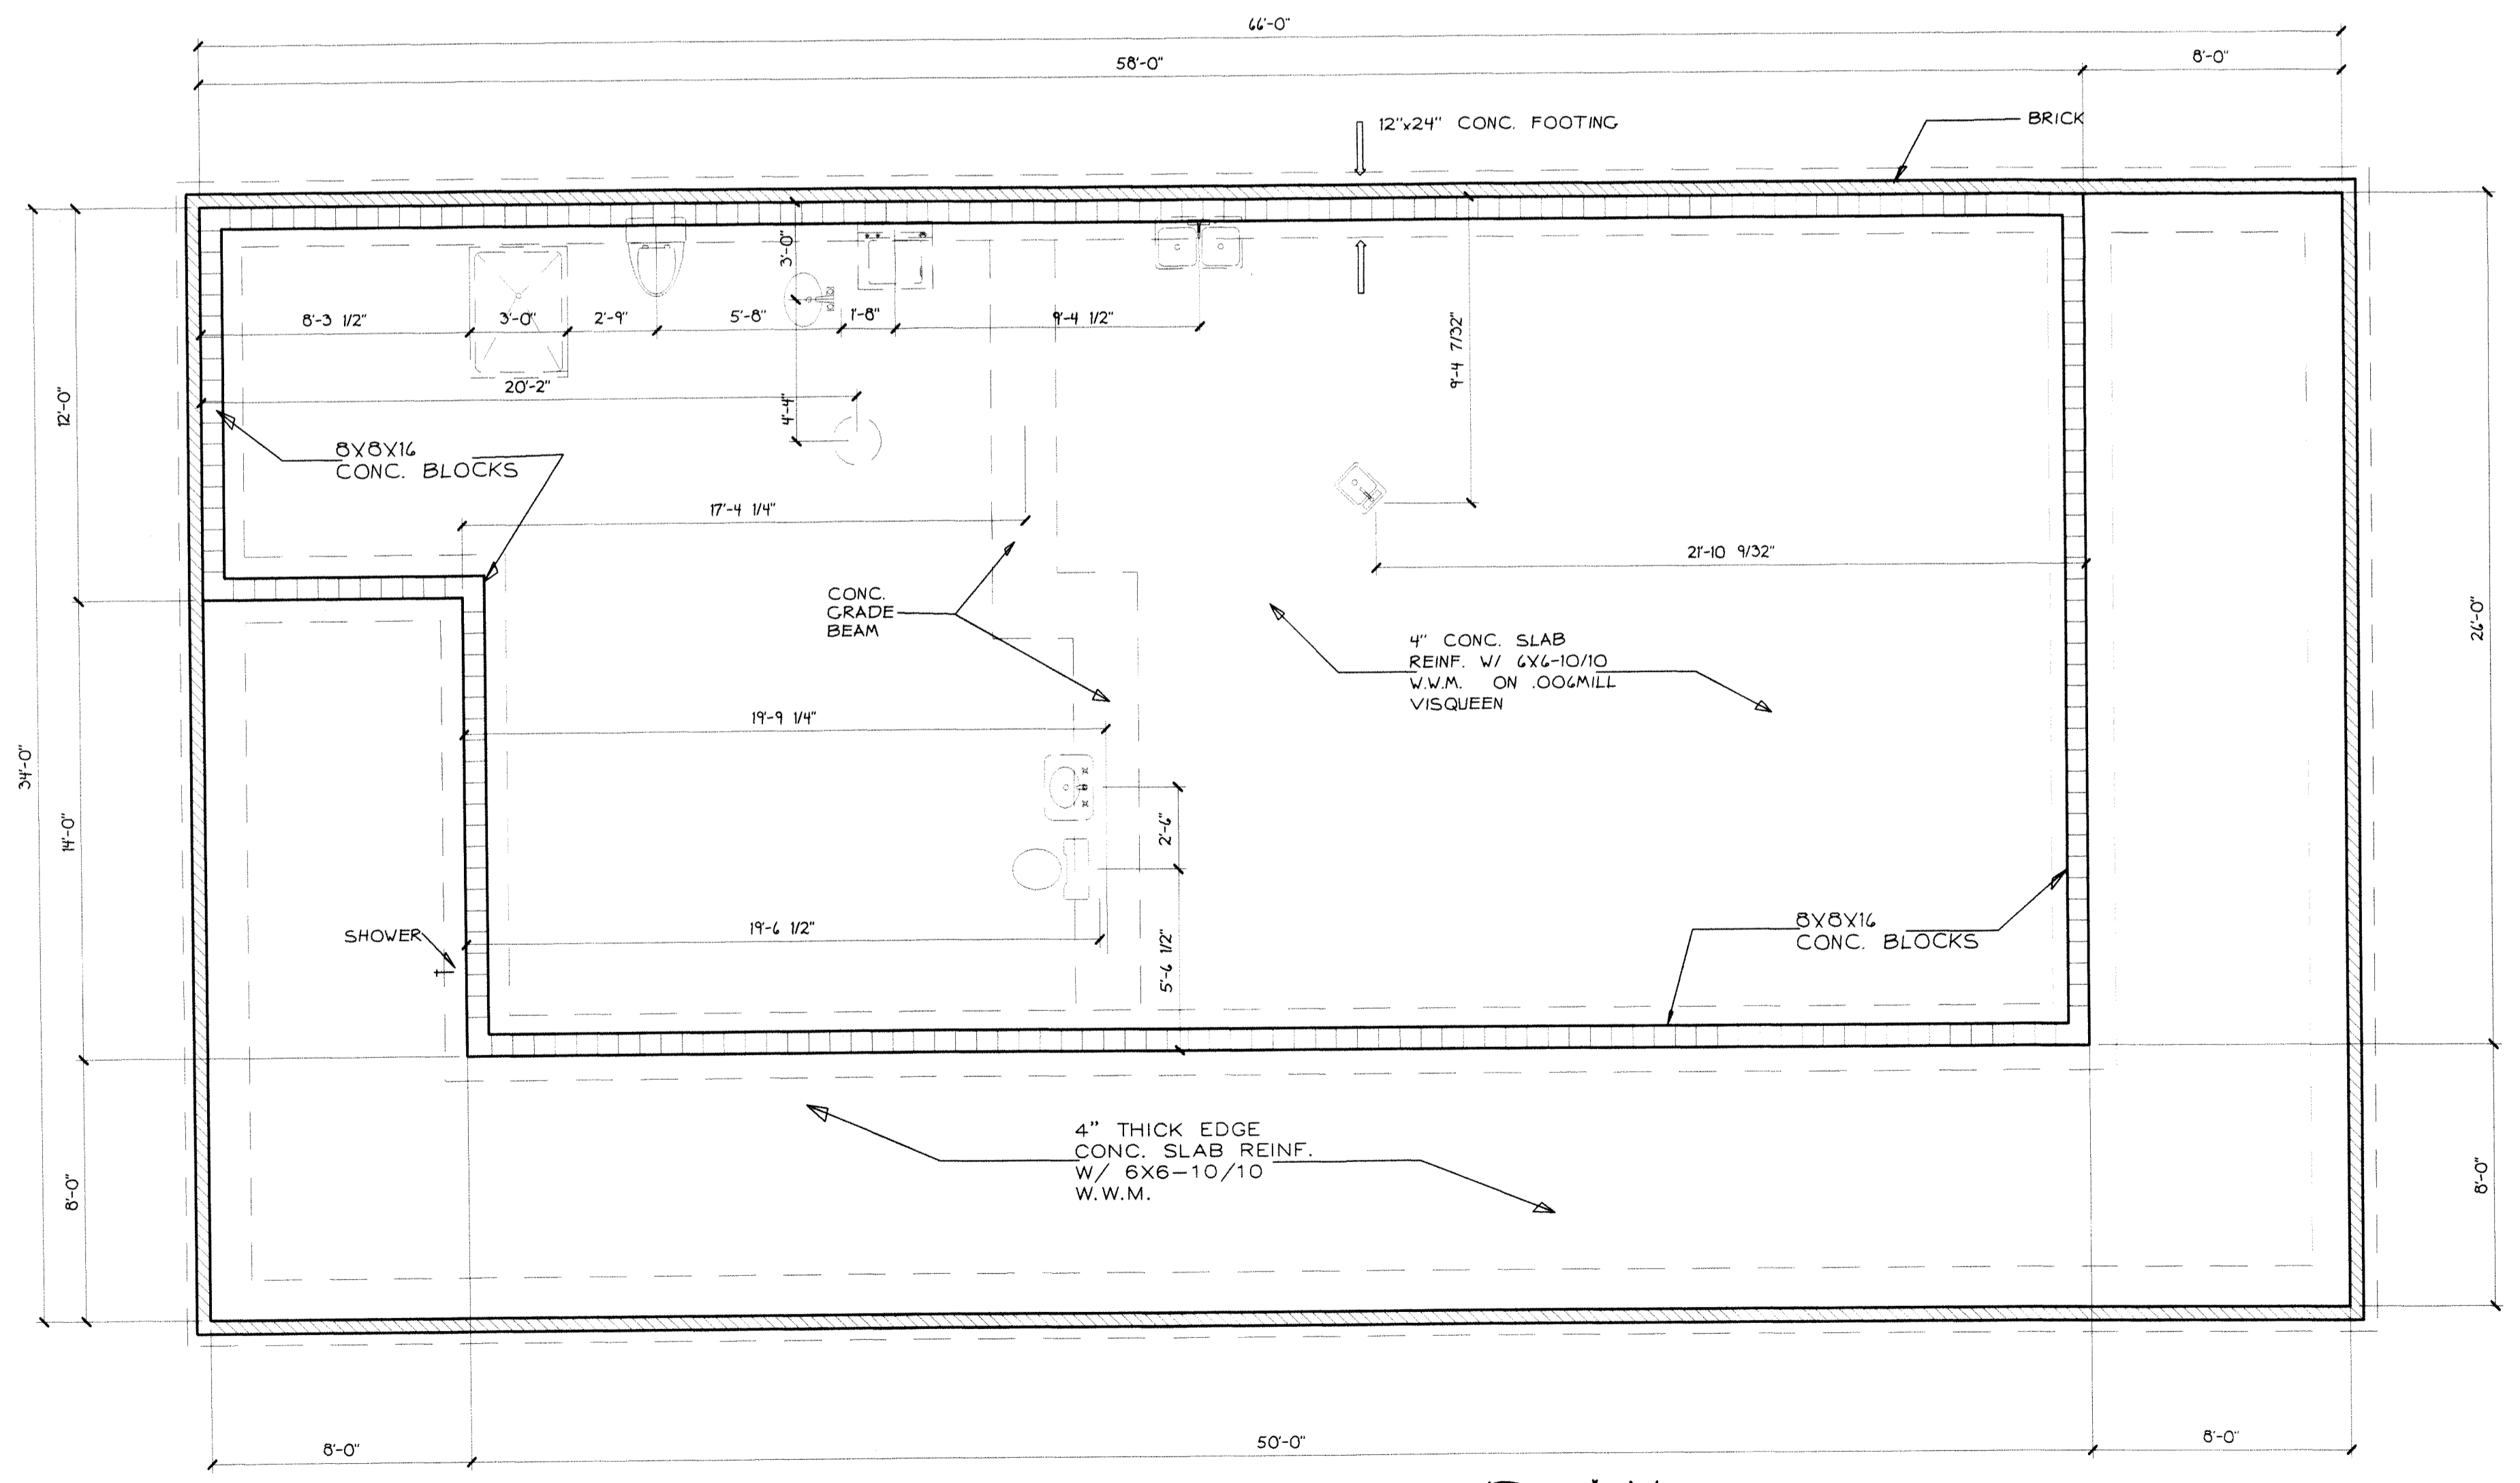 66'-0"
58'-0"
8'-0"
12"x24" CONC. FOOTING
BRICK
3'-0"
8'-3 1/2"
3'-0"
2'-9"
5'-8"
1'-8"
9'-4 1/2"
9'-4 7/32"
20'-2"
4'-4"
12'-0"
8X8X16
CONC. BLOCKS
17'-4 1/4"
21'-10 9/32"
CONC.
GRADE
BEAM
26'-0"
4" CONC. SLAB
REINF. W/ 6X6-10/10
W.W.M. ON .006MILL
VISQUEEN
19'-9 1/4"
34'-0"
14'-0"
2'-6"
SHOWER
19'-6 1/2"
5'-6 1/2"
8X8X16
CONC. BLOCKS
4" THICK EDGE
CONC. SLAB REINF.
W/ 6X6-10/10
W.W.M.
8'-0"
8'-0"
8'-0"
50'-0"
8'-0"